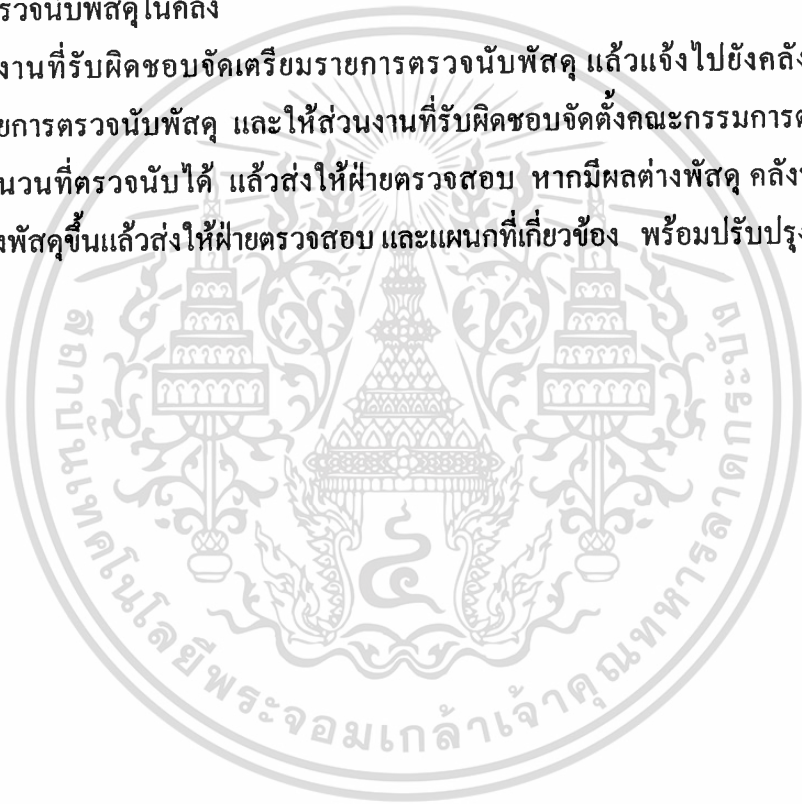 รวจนับพัสดุในคลัง
งานที่รับผิดชอบจัดเตรียมรายการตรวจนับพัสดุ แล้วแจ้งไปยังคลัง
ยการตรวจนับพัสดุ และให้ส่วนงานที่รับผิดชอบจัดตั้งคณะกรรมการต
นวนที่ตรวจนับได้ แล้วส่งให้ฝ่ายตรวจสอบ หากมีผลต่างพัสดุ คลัง
งพัสดุขึ้นแล้วส่งให้ฝ่ายตรวจสอบ และแผนกที่เกี่ยวข้อง พร้อมปรับปรุง
สถาบันเทคโนโลยีพระจอมเกล้าเจ้าคุณทหารลาดกระบัง
๔